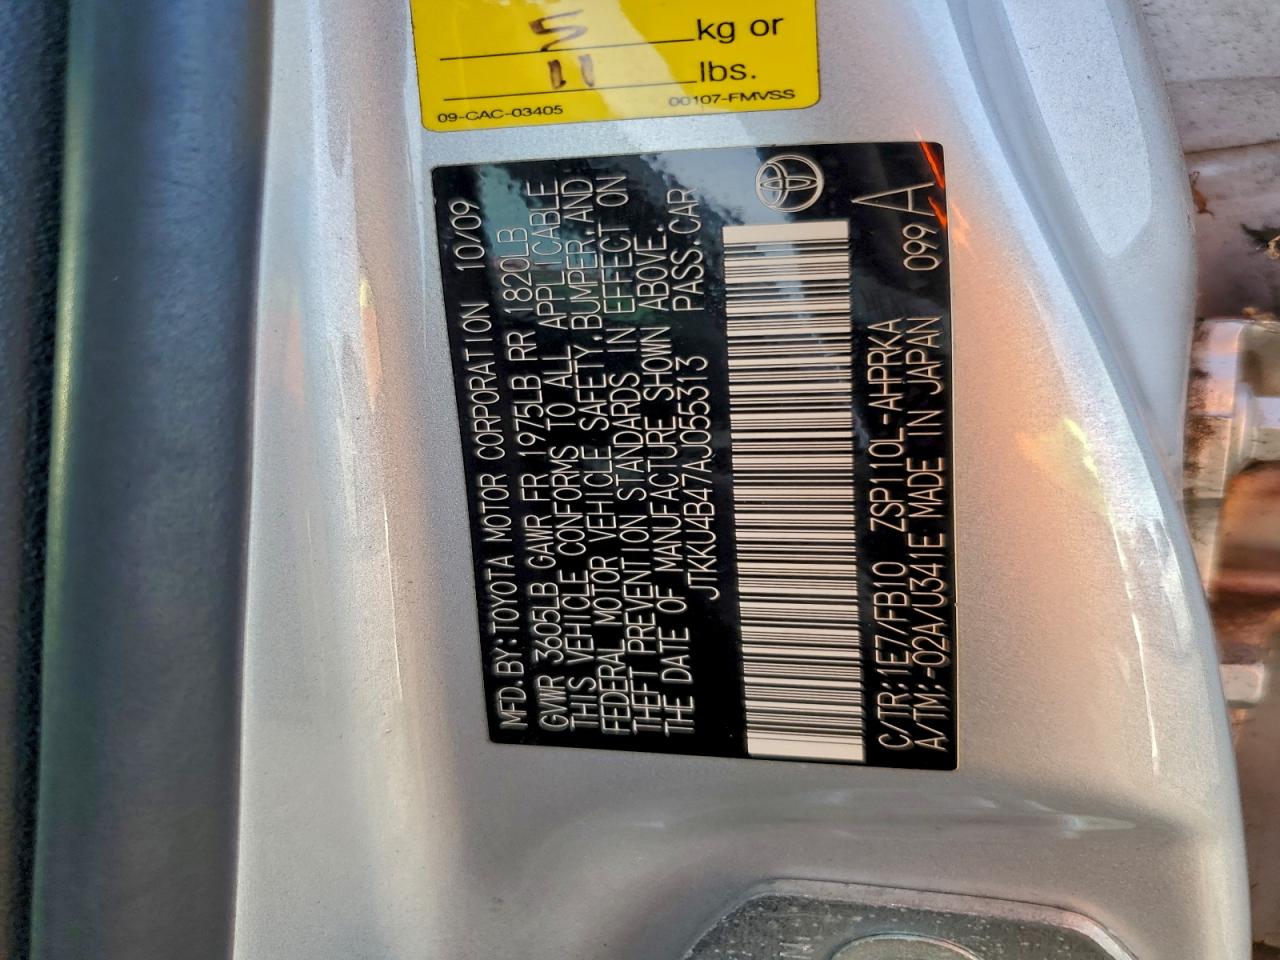 5 kg or
11 lbs.
09-CAC-03405 00107-FMVSS
MFD.BY:TOYOTA MOTOR CORPORATION 10/09
GVWR 3605LB GAWR FR 1975LB RR 1820LB
THIS VEHICLE CONFORMS TO ALL APPLICABLE
FEDERAL MOTOR VEHICLE SAFETY,BUMPER,AND
THEFT PREVENTION STANDARDS IN EFFECT ON
THE DATE OF MANUFACTURE SHOWN ABOVE.
JTKKU4B47AJ055313 PASS.CAR
C/TR:1E7/FB10 ZSP110L-AHPRKA
A/TM:-02A/U341E MADE IN JAPAN 099 A